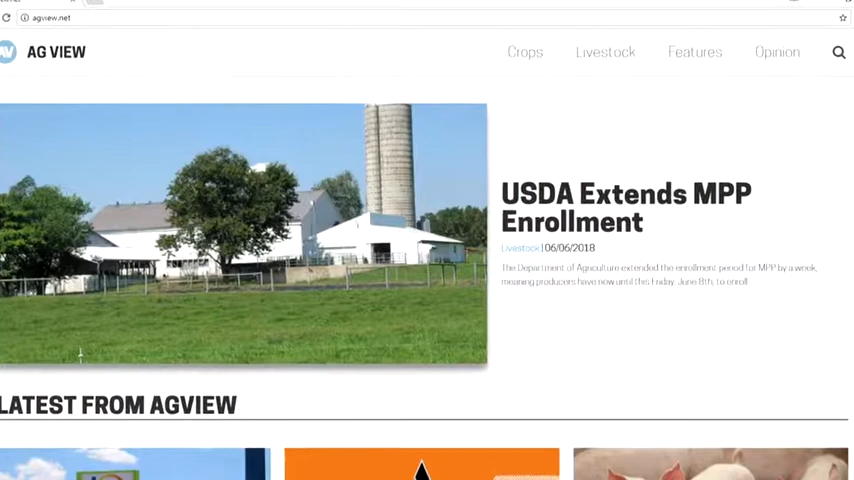 agview.net
AV AG VIEW
Crops Livestock Features Opinion
USDA Extends MPP
Enrollment
Livestock | 06/06/2018
The Department of Agriculture extended the enrollment period for MPP by a week,
meaning producers have now until this Friday, June 8th, to enroll
LATEST FROM AGVIEW